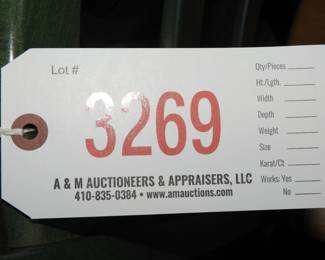 Lot #
3269
A & M AUCTIONEERS & APPRAISERS, LLC
410-835-0384 • www.amauctions.com
Qty/Pieces
Ht./Lgth.
Width
Depth
Weight
Size
Karat/Ct.
Works: Yes
No